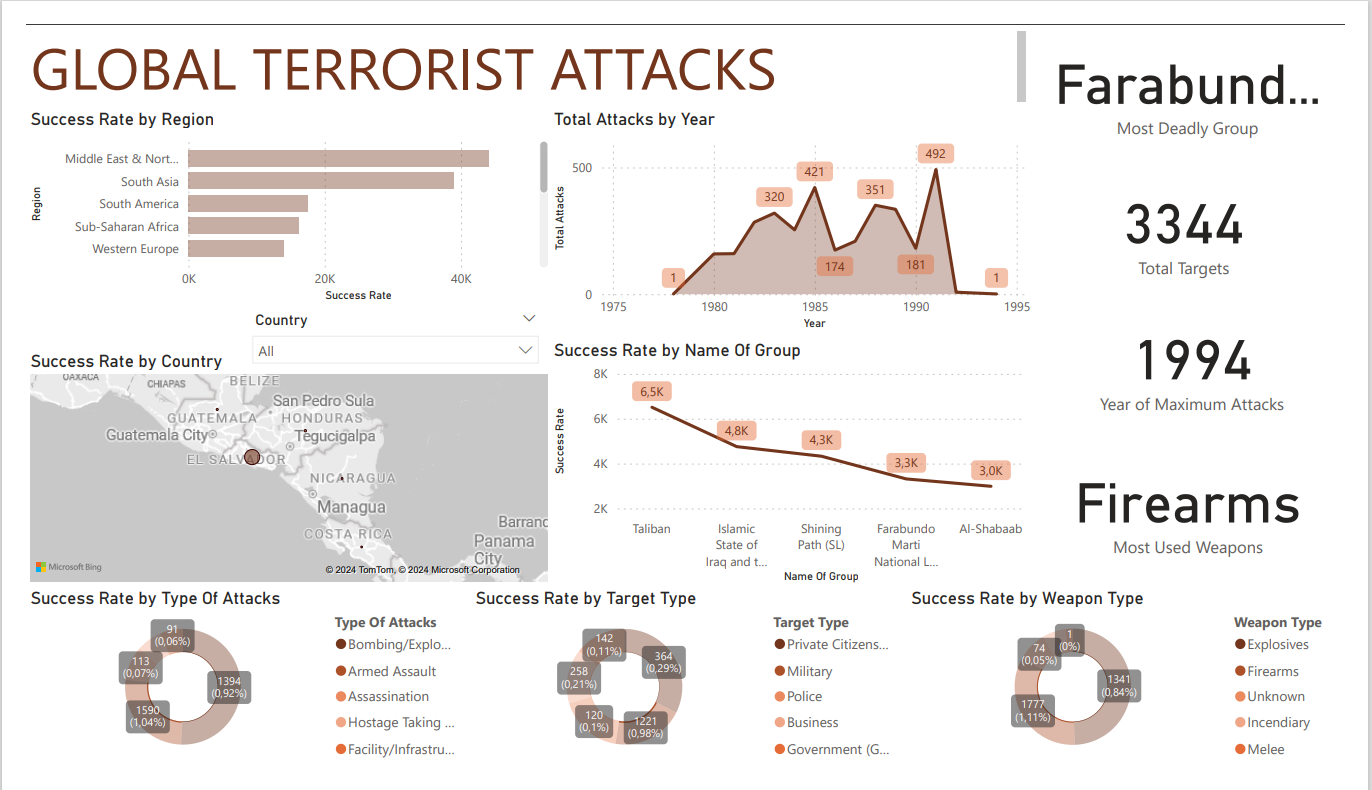 GLOBAL TERRORIST ATTACKS
Farabund...
Most Deadly Group
3344
Total Targets
1994
Year of Maximum Attacks
Firearms
Most Used Weapons
Success Rate by Region
Region
Middle East & Nort...
South Asia
South America
Sub-Saharan Africa
Western Europe
0K 20K 40K
Success Rate
Total Attacks by Year
Total Attacks
500
0
1 320 421 174 351 181 492 1
1975 1980 1985 1990 1995
Year
Country
All
Success Rate by Country
OAXACA
CHIAPAS
BELIZE
San Pedro Sula
GUATEMALA
HONDURAS
Guatemala City
Tegucigalpa
EL SALVADOR
NICARAGUA
Managua
COSTA RICA
Barranc
Panama
City
Microsoft Bing
© 2024 TomTom, © 2024 Microsoft Corporation
Success Rate by Name Of Group
Success Rate
8K
6K
4K
2K
6,5K 4,8K 4,3K 3,3K 3,0K
Taliban
Islamic
State of
Iraq and t...
Shining
Path (SL)
Farabundo
Marti
National L...
Al-Shabaab
Name Of Group
Success Rate by Type Of Attacks
91
(0,06%)
113
(0,07%)
1394
(0,92%)
1590
(1,04%)
Type Of Attacks
Bombing/Explo...
Armed Assault
Assassination
Hostage Taking ...
Facility/Infrastru...
Success Rate by Target Type
142
(0,11%)
364
(0,29%)
258
(0,21%)
120
(0,1%)
1221
(0,98%)
Target Type
Private Citizens...
Military
Police
Business
Government (G...
Success Rate by Weapon Type
1
(0%)
74
(0,05%)
1341
(0,84%)
1777
(1,11%)
Weapon Type
Explosives
Firearms
Unknown
Incendiary
Melee